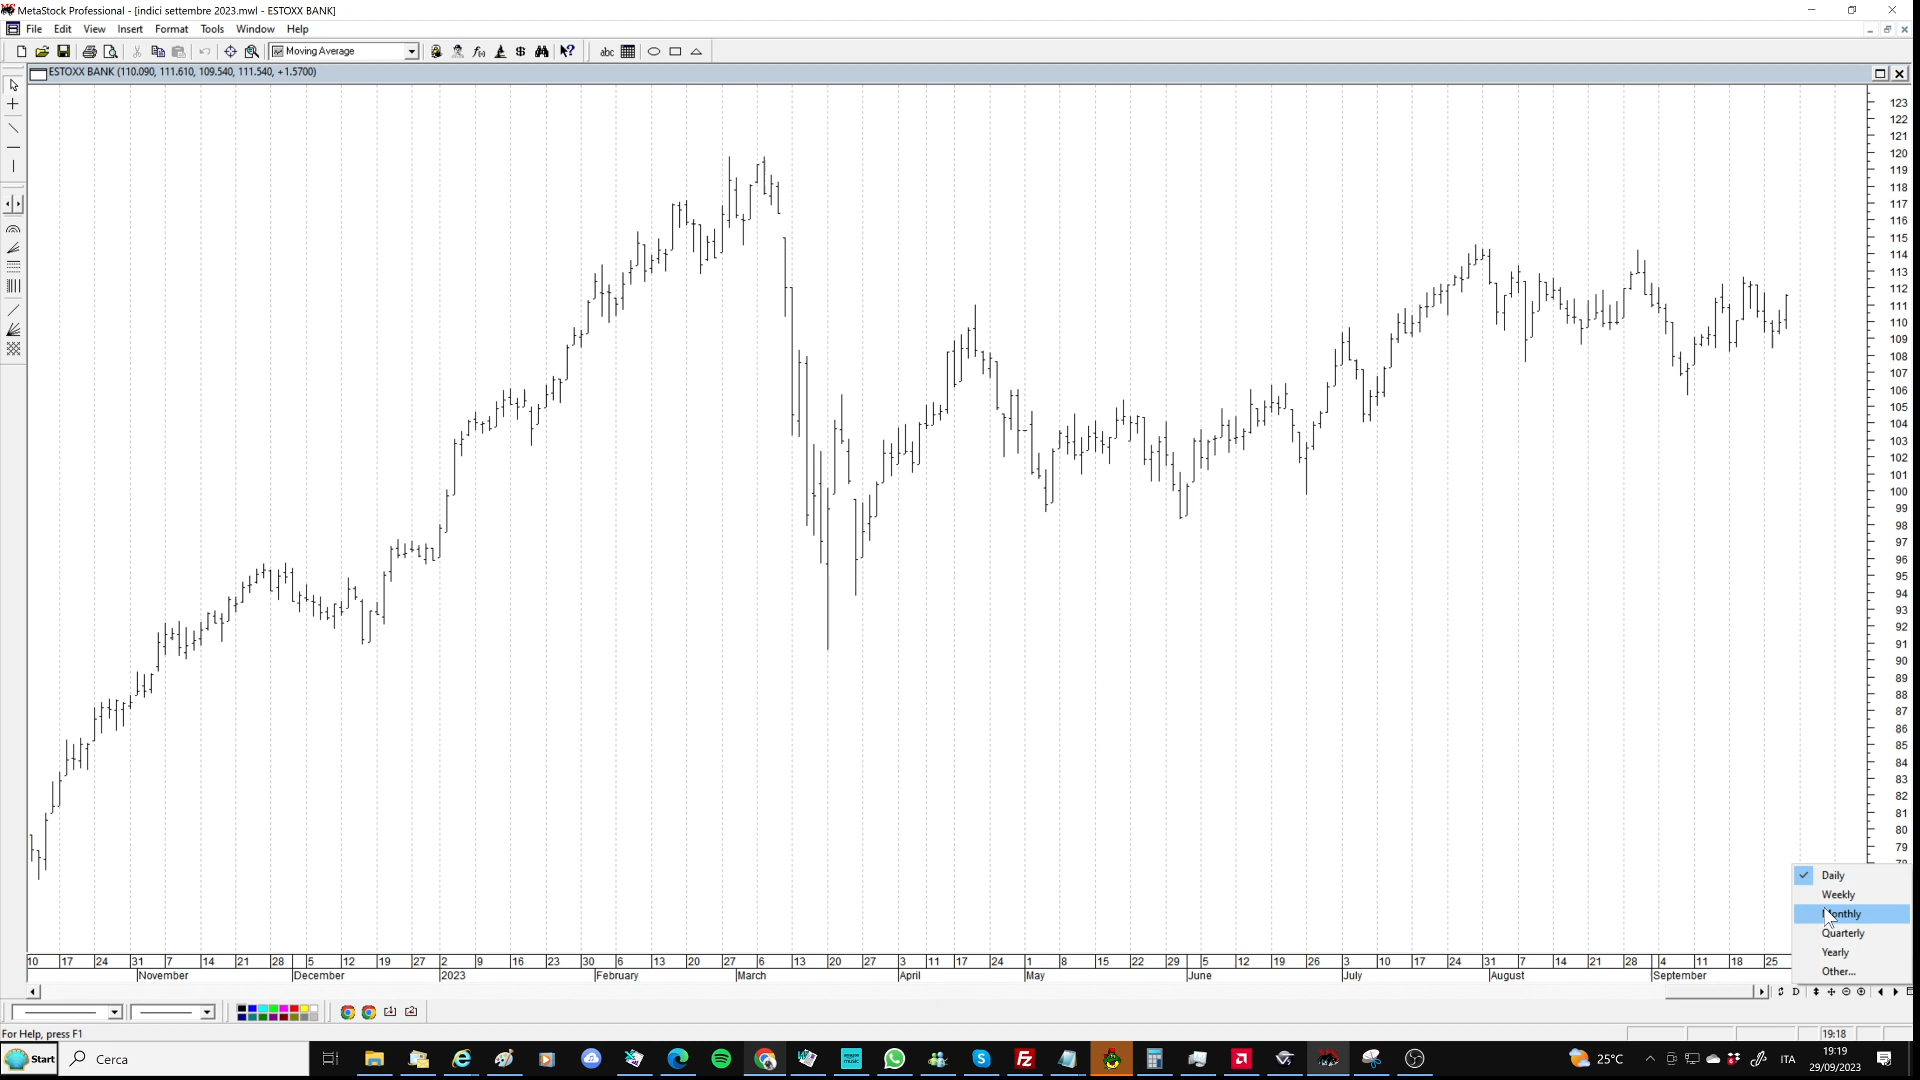 MetaStock Professional - [indici settembre 2023.mwl - ESTOXX BANK]
File Edit View Insert Format Tools Window Help
Moving Average
abc
ESTOXX BANK (110.090, 111.610, 109.540, 111.540, +1.5700)
123
122
121
120
119
118
117
116
115
114
113
112
111
110
109
108
107
106
105
104
103
102
101
100
99
98
97
96
95
94
93
92
91
90
89
88
87
86
85
84
83
82
81
80
79
Daily
Weekly
Monthly
Quarterly
Yearly
Other...
10 17 24 31 7 14 21 28 5 12 19 27 2 9 16 23 30 6 13 20 27 6 13 20 27 3 11 17 24 1 8 15 22 29 5 12 19 26 3 10 17 24 31 7 14 21 28 4 11 18 25
November December 2023 February March April May June July August September
D
For Help, press F1
19:18
Start
Cerca
25°C
ITA
19:19
29/09/2023